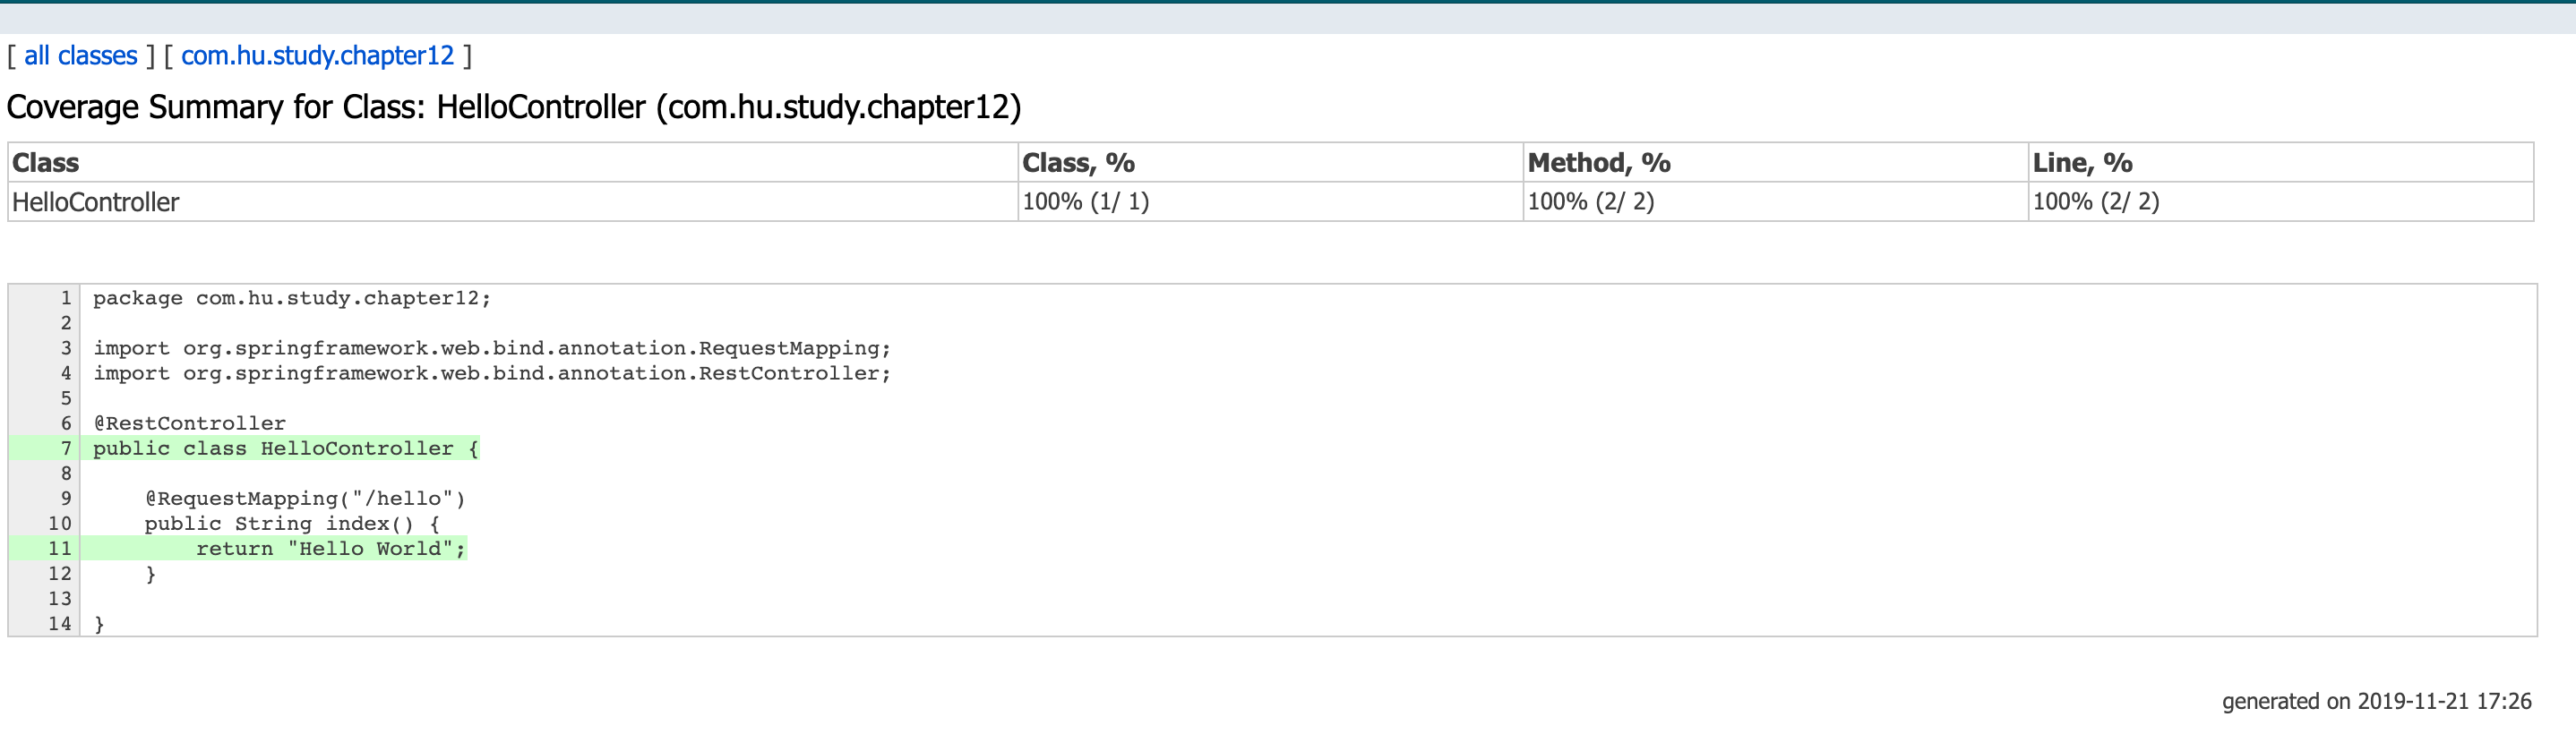 [ all classes ] [ com.hu.study.chapter12 ]
Coverage Summary for Class: HelloController (com.hu.study.chapter12)
Class Class, % Method, % Line, %
HelloController 100% (1/ 1) 100% (2/ 2) 100% (2/ 2)
1 package com.hu.study.chapter12;
2
3 import org.springframework.web.bind.annotation.RequestMapping;
4 import org.springframework.web.bind.annotation.RestController;
5
6 @RestController
7 public class HelloController {
8
9     @RequestMapping("/hello")
10     public String index() {
11         return "Hello World";
12     }
13
14 }
generated on 2019-11-21 17:26